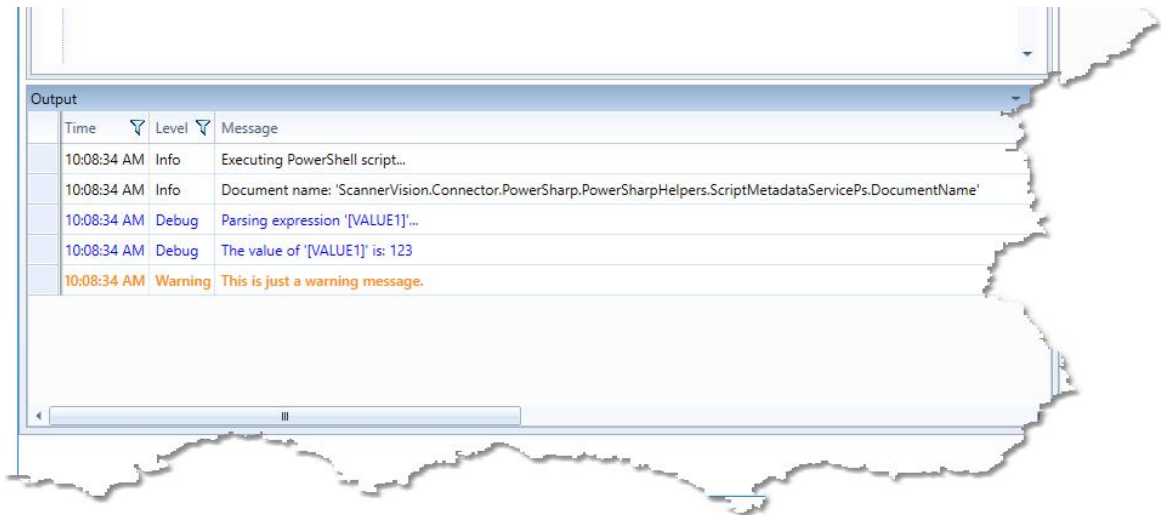 Output
Time Level Message
10:08:34 AM Info Executing PowerShell script...
10:08:34 AM Info Document name: 'ScannerVision.Connector.PowerSharp.PowerSharpHelpers.ScriptMetadataServicePs.DocumentName'
10:08:34 AM Debug Parsing expression '[VALUE1]'...
10:08:34 AM Debug The value of '[VALUE1]' is: 123
10:08:34 AM Warning This is just a warning message.